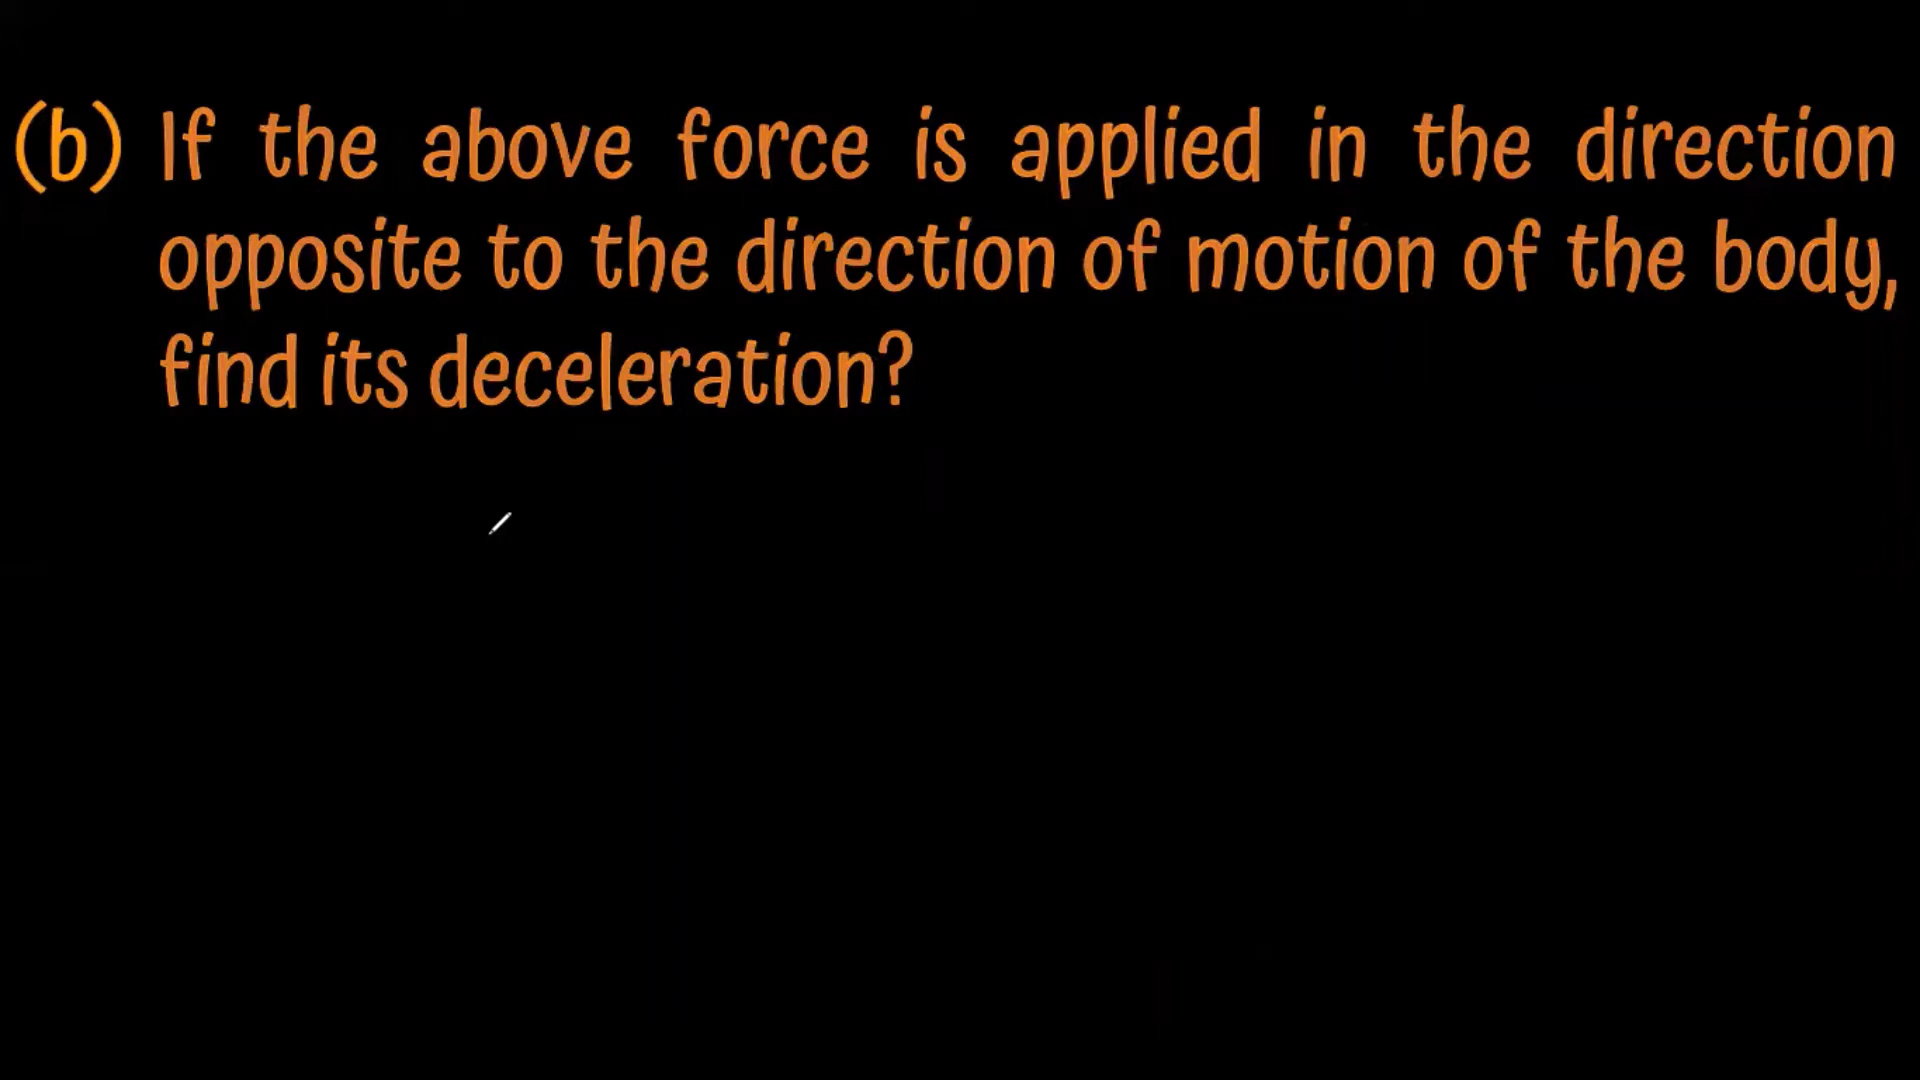 (b) If the above force is applied in the direction
opposite to the direction of motion of the body,
find its deceleration?